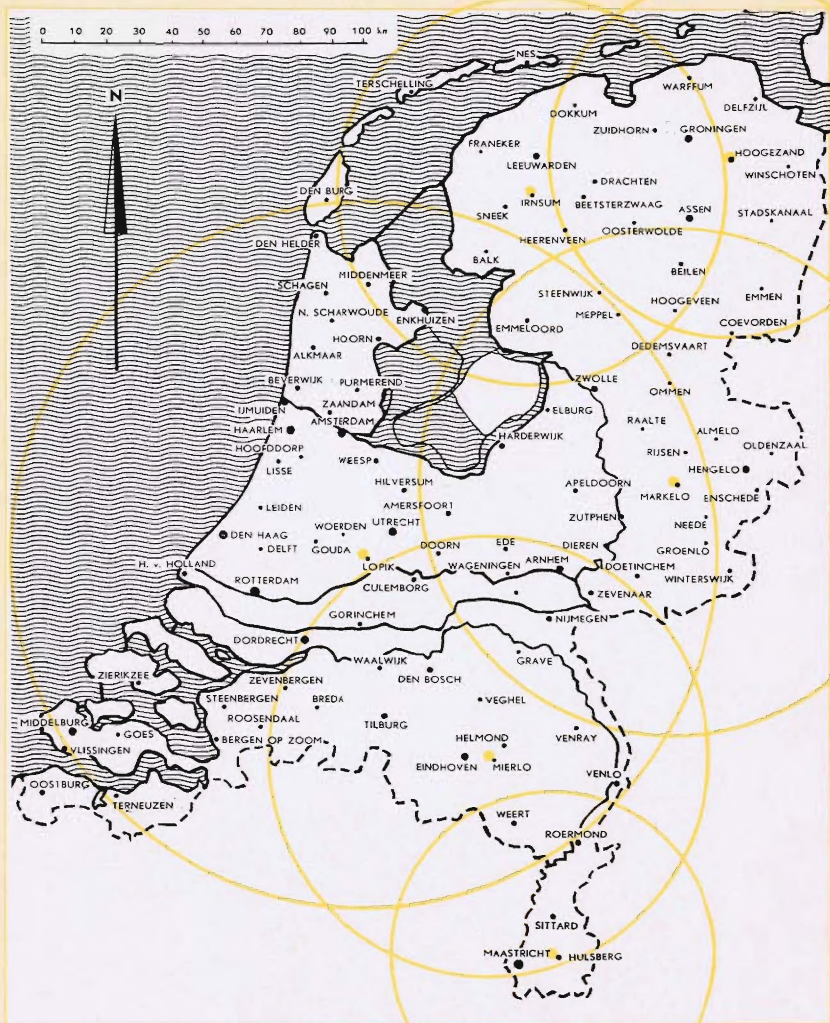 0 10 20 30 40 50 60 70 80 90 100 km
N
NES
TERSCHELLING
WARFFUM
DELFZIJL
DOKKUM
ZUIDHORN
GRONINGEN
FRANEKER
HOOGEZAND
LEEUWARDEN
WINSCHOTEN
DRACHTEN
DEN BURG
IRNSUM
BEETSTERZWAAG
SNEEK
ASSEN
STADSKANAAL
OOSTERWOLDE
HEERENVEEN
DEN HELDER
BALK
MIDDENMEER
BEILEN
SCHAGEN
STEENWIJK
EMMEN
HOOGEVEEN
N. SCHARWOUDE
ENKHUIZEN
MEPPEL
EMMELOORD
COEVORDEN
HOORN
DEDEMSVAART
ALKMAAR
BEVERWIJK
PURMEREND
ZWOLLE
OMMEN
ZAANDAM
IJMUIDEN
ELBURG
AMSTERDAM
HAARLEM
RAALTE
ALMELO
HARDERWIJK
HOOFDDORP
OLDENZAAL
RIJSEN
WEESP
LISSE
HENGELO
HILVERSUM
APELDOORN
MARKELO
ENSCHEDE
LEIDEN
AMERSFOORT
ZUTPHEN
WOERDEN
UTRECHT
NEEDE
DEN HAAG
DELFT
GOUDA
DOORN
EDE
DIEREN
GROENLO
H. v. HOLLAND
LOPIK
WAGENINGEN
ARNHEM
DOETINCHEM
WINTERSWIJK
ROTTERDAM
CULEMBORG
ZEVENAAR
GORINCHEM
NIJMEGEN
DORDRECHT
WAALWIJK
GRAVE
ZIERIKZEE
ZEVENBERGEN
DEN BOSCH
STEENBERGEN
BREDA
VEGHEL
ROOSENDAAL
MIDDELBURG
TILBURG
GOES
BERGEN OP ZOOM
HELMOND
VENRAY
VLISSINGEN
EINDHOVEN
MIERLO
VENLO
OOSTBURG
TERNEUZEN
WEERT
ROERMOND
SITTARD
MAASTRICHT
HULSBERG